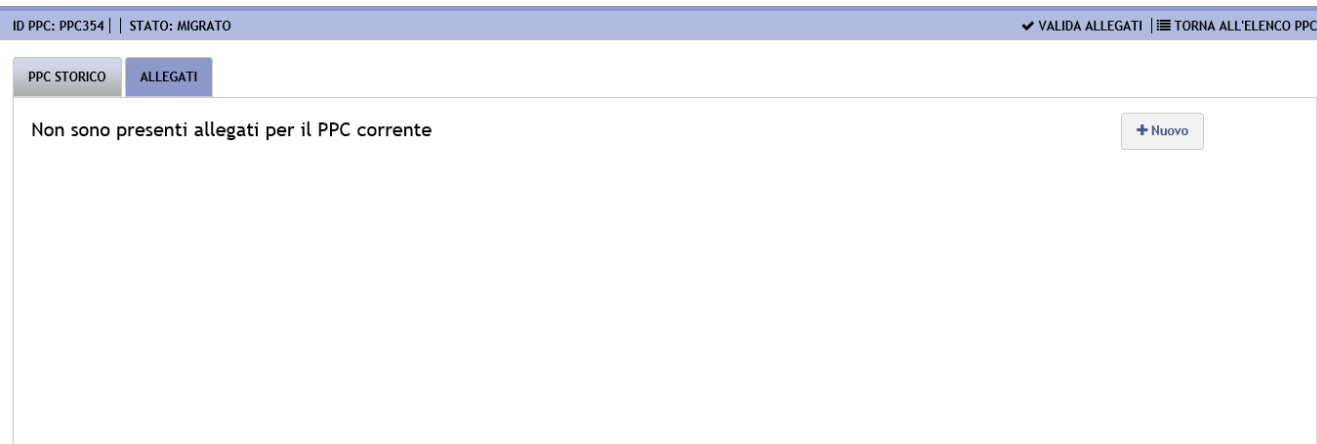 ID PPC: PPC354 | | STATO: MIGRATO VALIDA ALLEGATI | TORNA ALL'ELENCO PPC
PPC STORICO ALLEGATI
Non sono presenti allegati per il PPC corrente + Nuovo